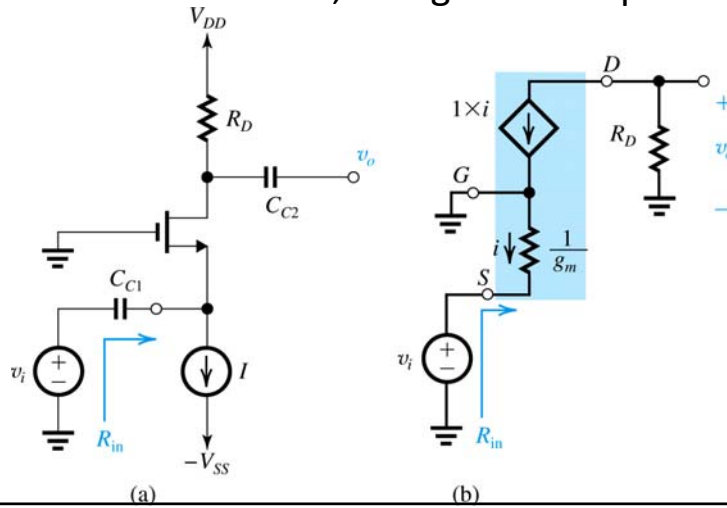 V_DD
R_D
v_o
C_C2
C_C1
v_i
+
−
I
R_in
−V_SS
(a)
D
1×i
R_D
+
−
G
i
1/g_m
S
v_i
+
−
R_in
(b)